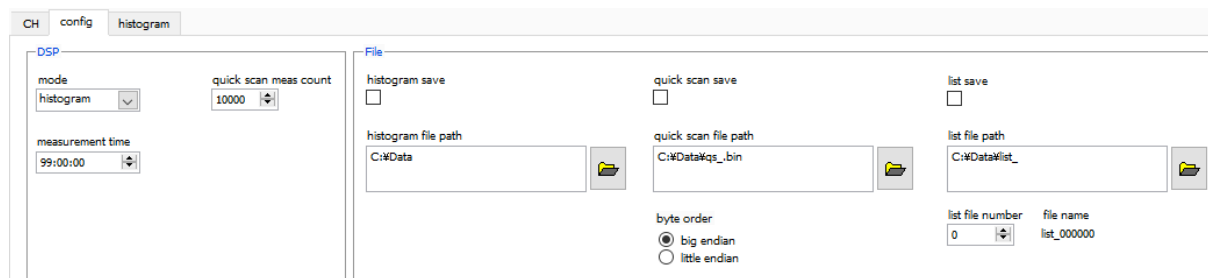 CH config histogram
DSP
mode quick scan meas count
histogram 10000
measurement time
99:00:00
File
histogram save quick scan save list save
histogram file path quick scan file path list file path
C:¥Data C:¥Data¥qs_.bin C:¥Data¥list_
byte order list file number file name
big endian 0 list_000000
little endian